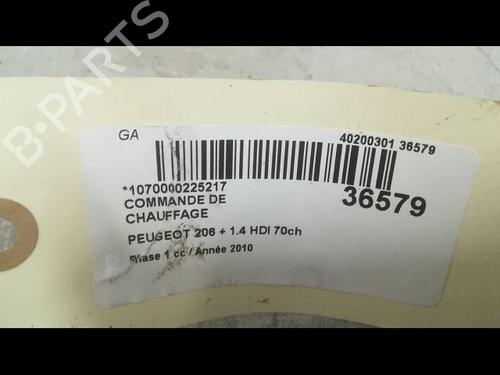 B-PARTS
GA
40200301 36579
*1070000225217
36579
COMMANDE DE
CHAUFFAGE
PEUGEOT 206 + 1.4 HDI 70ch
Phase 1 cc / Année 2010